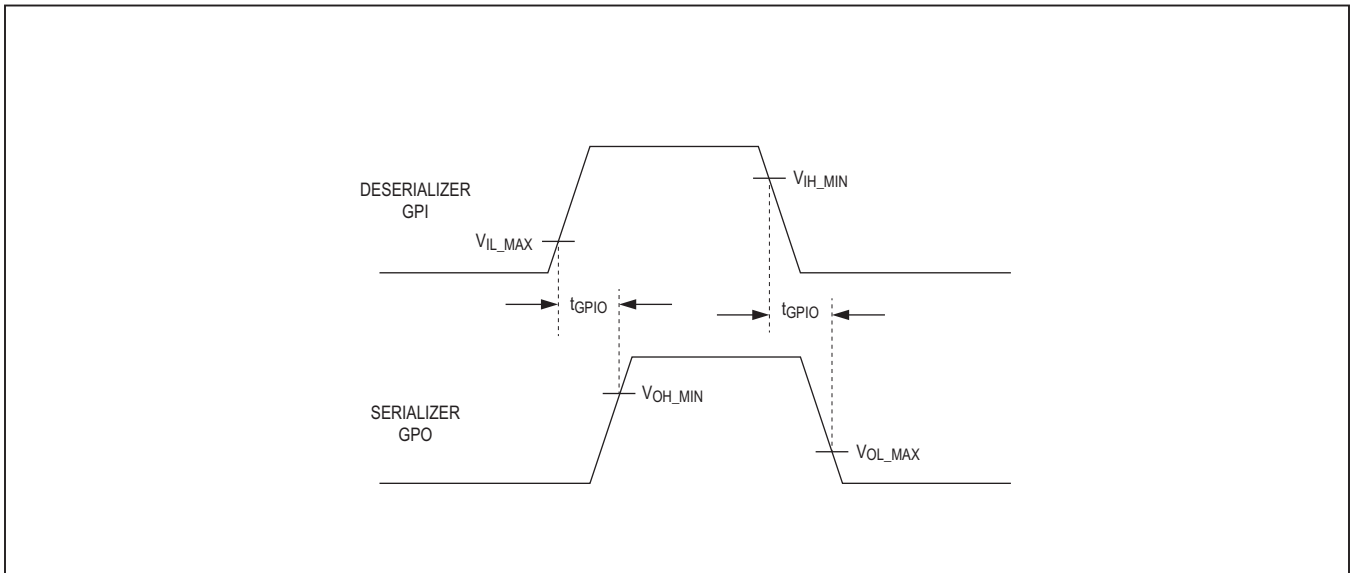 DESERIALIZER
GPI
VIH_MIN
VIL_MAX
tGPIO
tGPIO
VOH_MIN
SERIALIZER
GPO
VOL_MAX